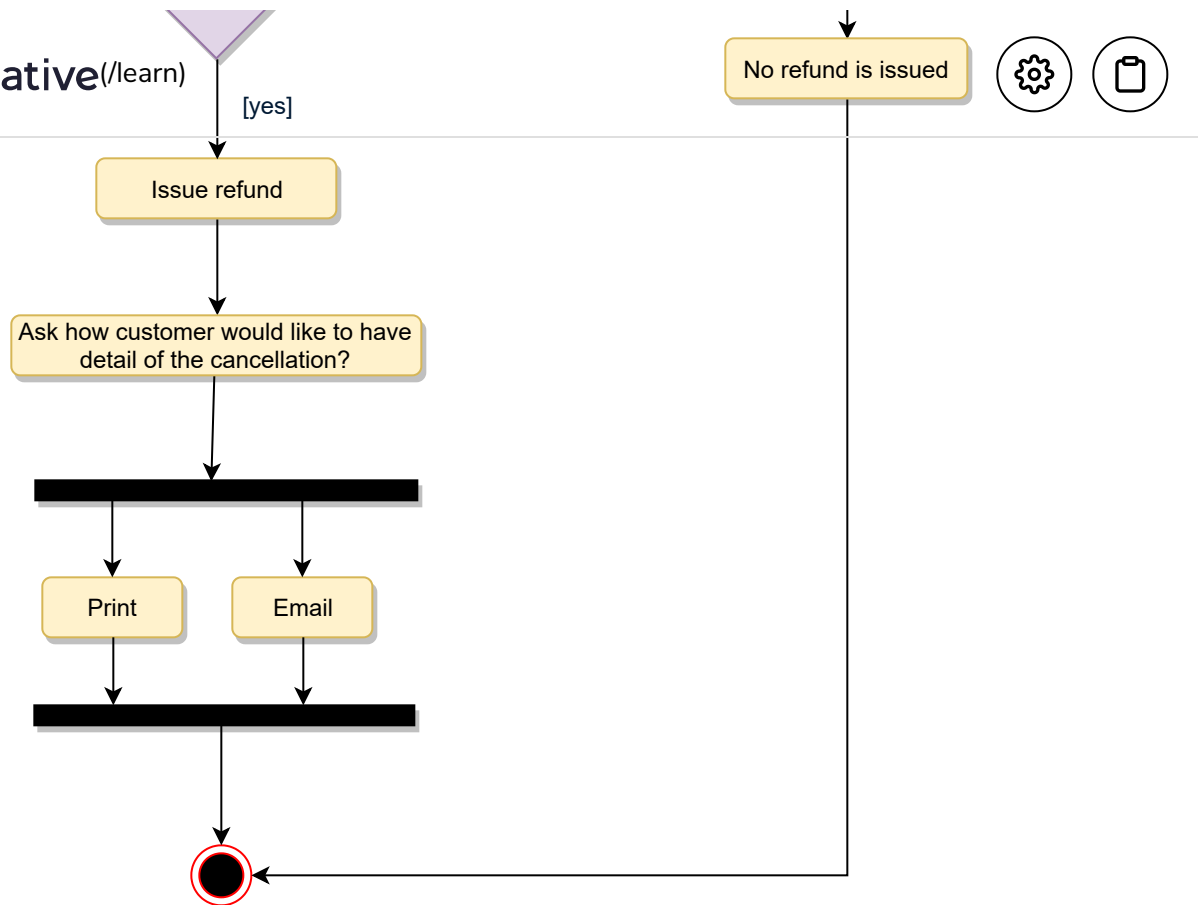 ative(/learn)
No refund is issued
[yes]
Issue refund
Ask how customer would like to have
detail of the cancellation?
Print
Email